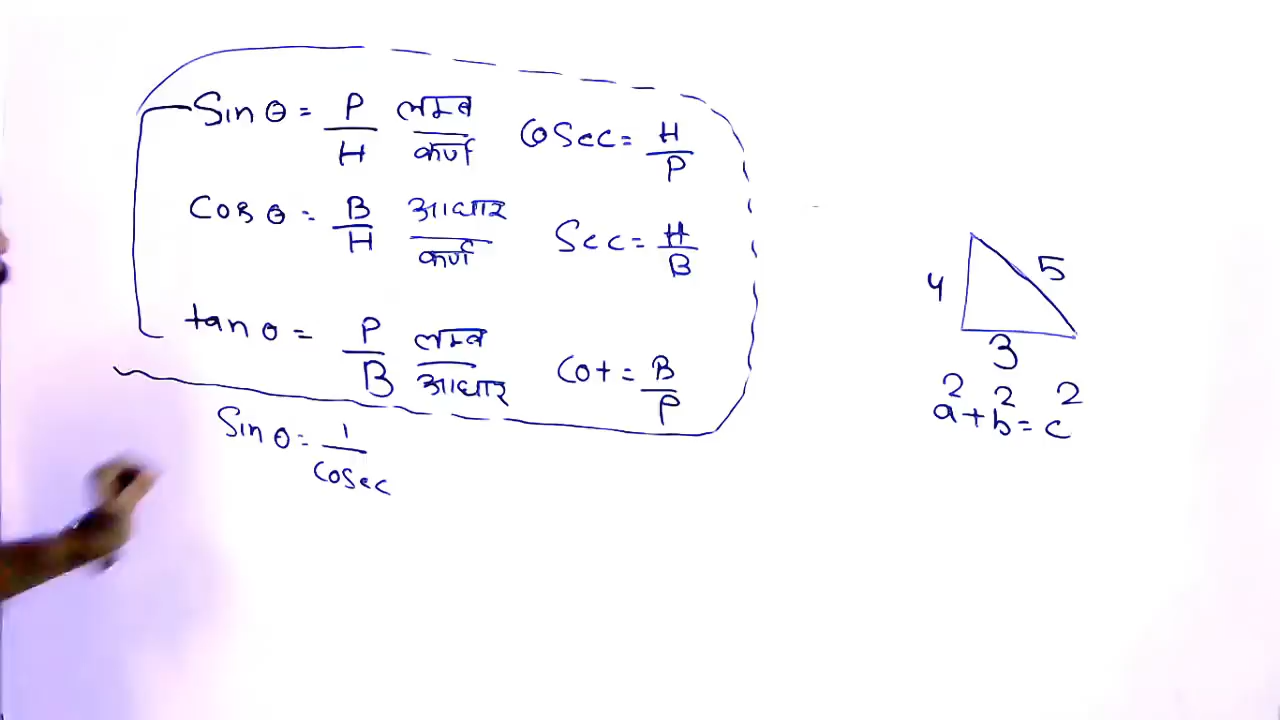 Sin θ = P/H लम्ब/कर्ण Cosec = H/P
Cos θ = B/H आधार/कर्ण Sec = H/B
tan θ = P/B लम्ब/आधार Cot = B/P
Sin θ = 1/cosec
4 5
3
a² + b² = c²